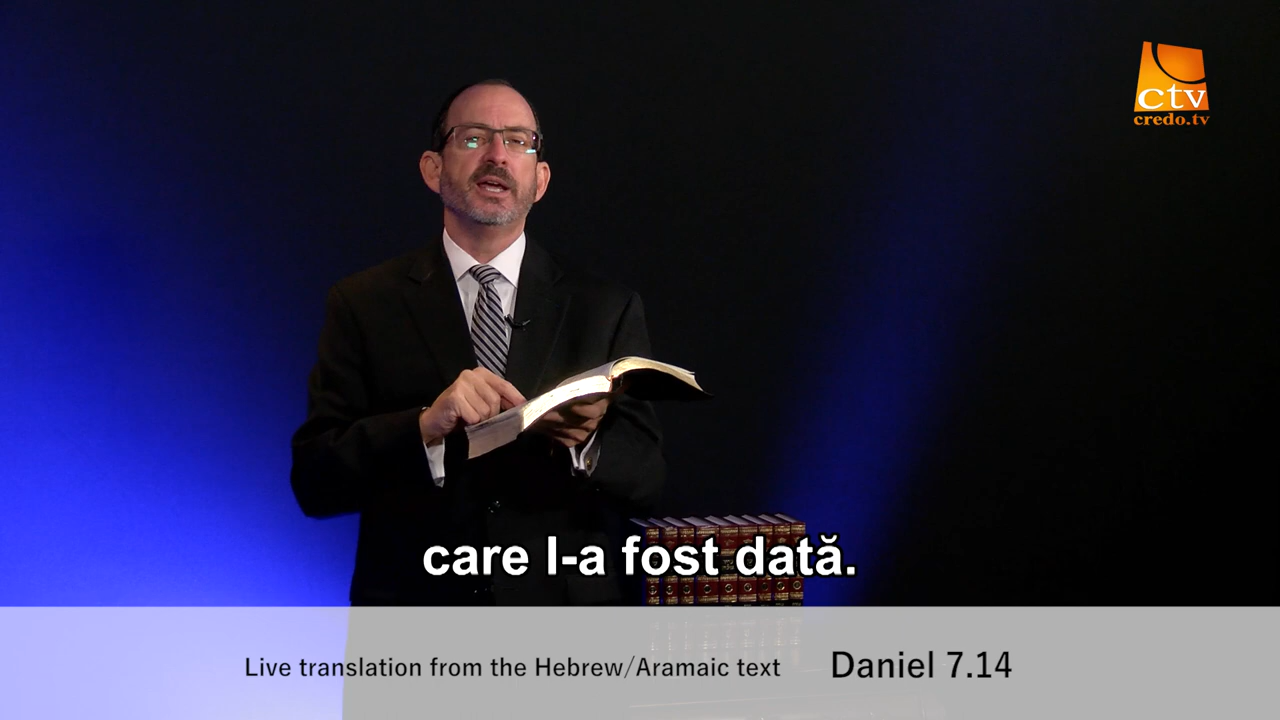 ctv
credo.tv
care l-a fost dată.
Live translation from the Hebrew/Aramaic text Daniel 7.14